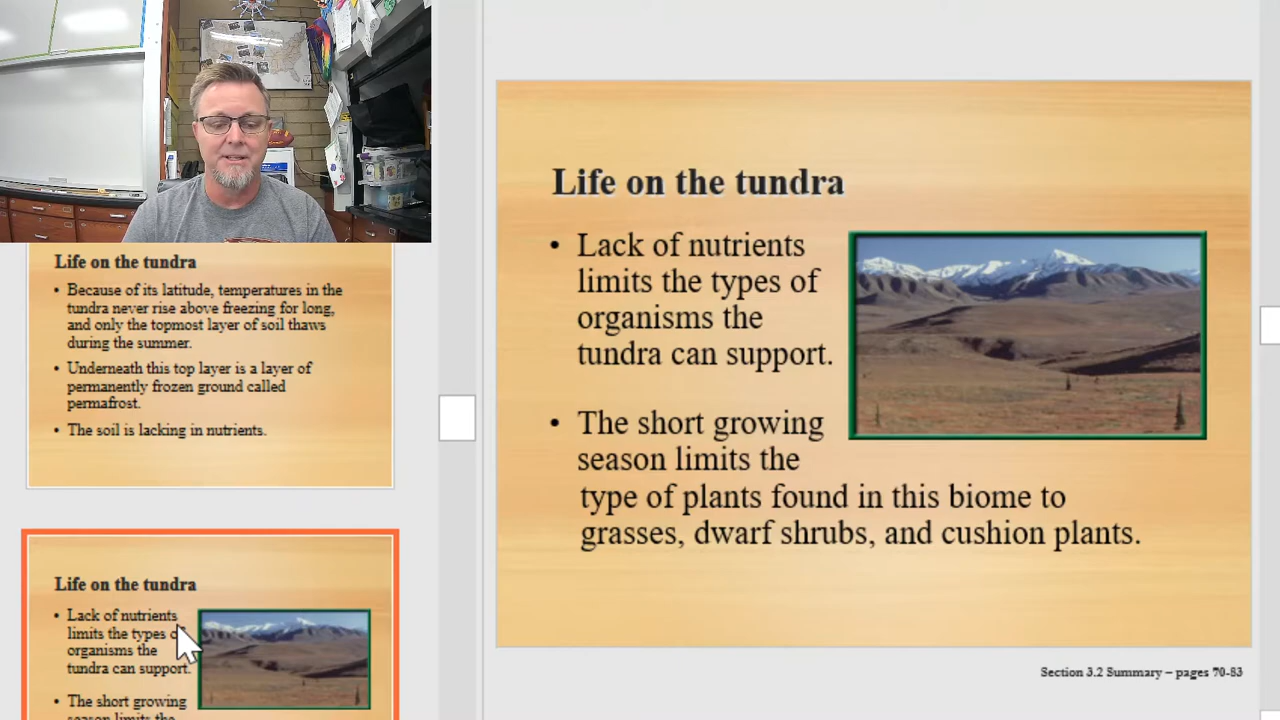 Life on the tundra
• Because of its latitude, temperatures in the
tundra never rise above freezing for long,
and only the topmost layer of soil thaws
during the summer.
• Underneath this top layer is a layer of
permanently frozen ground called
permafrost.
• The soil is lacking in nutrients.
Life on the tundra
• Lack of nutrients
limits the types of
organisms the
tundra can support.
• The short growing
season limits the
Life on the tundra
• Lack of nutrients
limits the types of
organisms the
tundra can support.
• The short growing
season limits the
type of plants found in this biome to
grasses, dwarf shrubs, and cushion plants.
Section 3.2 Summary – pages 70-83